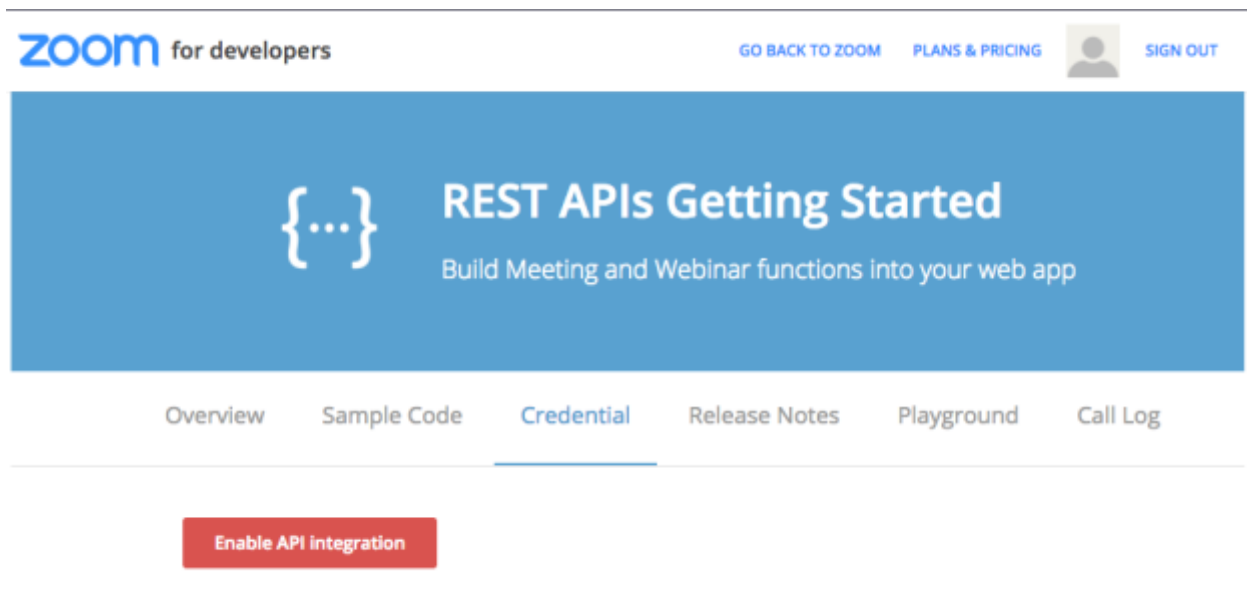 zoom for developers GO BACK TO ZOOM PLANS & PRICING SIGN OUT
{...} REST APIs Getting Started
Build Meeting and Webinar functions into your web app
Overview Sample Code Credential Release Notes Playground Call Log
Enable API integration